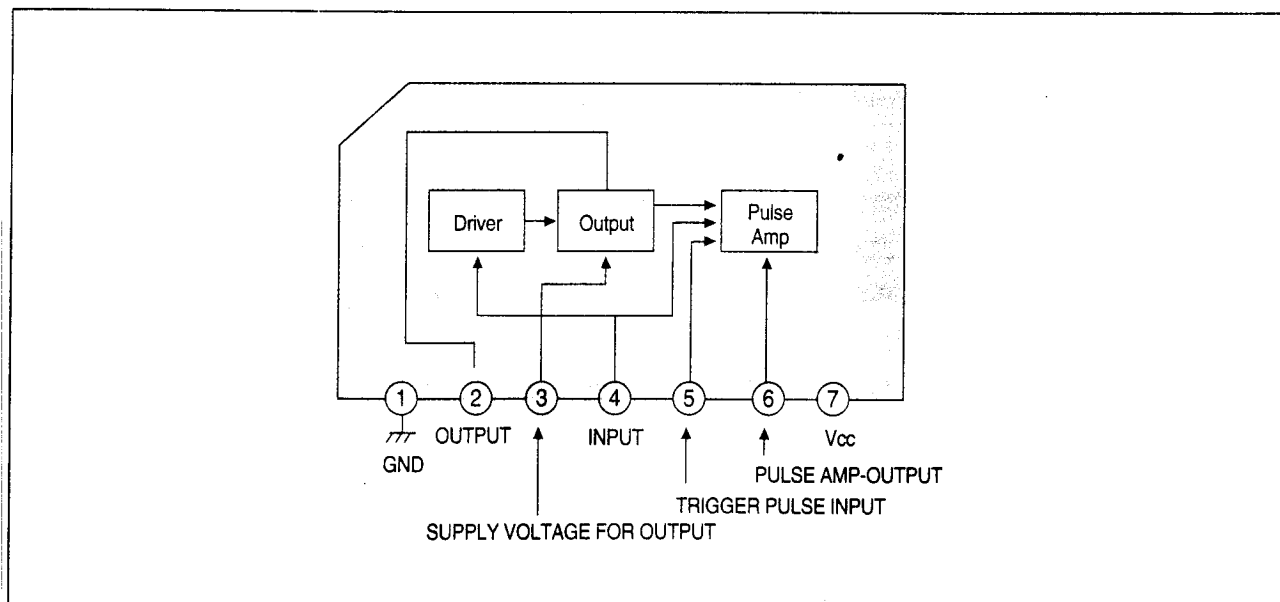 Driver
Output
Pulse
Amp
1
2
3
4
5
6
7
OUTPUT
INPUT
Vcc
GND
PULSE AMP-OUTPUT
TRIGGER PULSE INPUT
SUPPLY VOLTAGE FOR OUTPUT